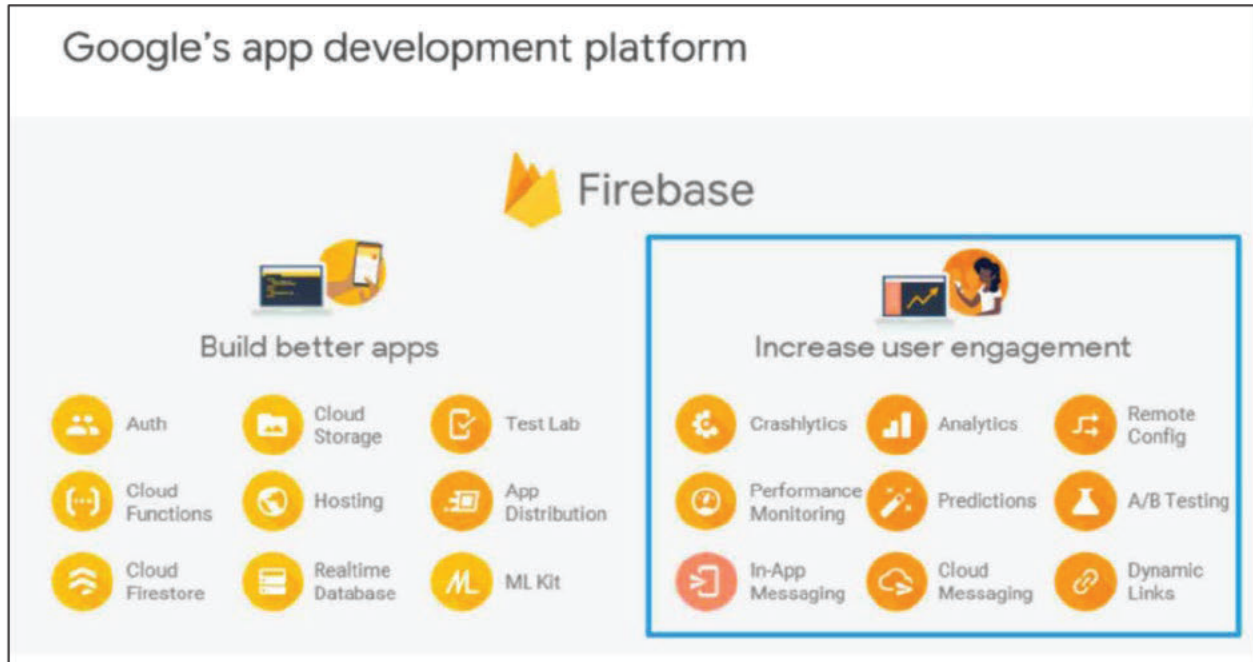 Google's app development platform
Firebase
Build better apps
Auth
Cloud
Storage
Test Lab
Cloud
Functions
Hosting
App
Distribution
Cloud
Firestore
Realtime
Database
ML Kit
Increase user engagement
Crashlytics
Analytics
Remote
Config
Performance
Monitoring
Predictions
A/B Testing
In-App
Messaging
Cloud
Messaging
Dynamic
Links